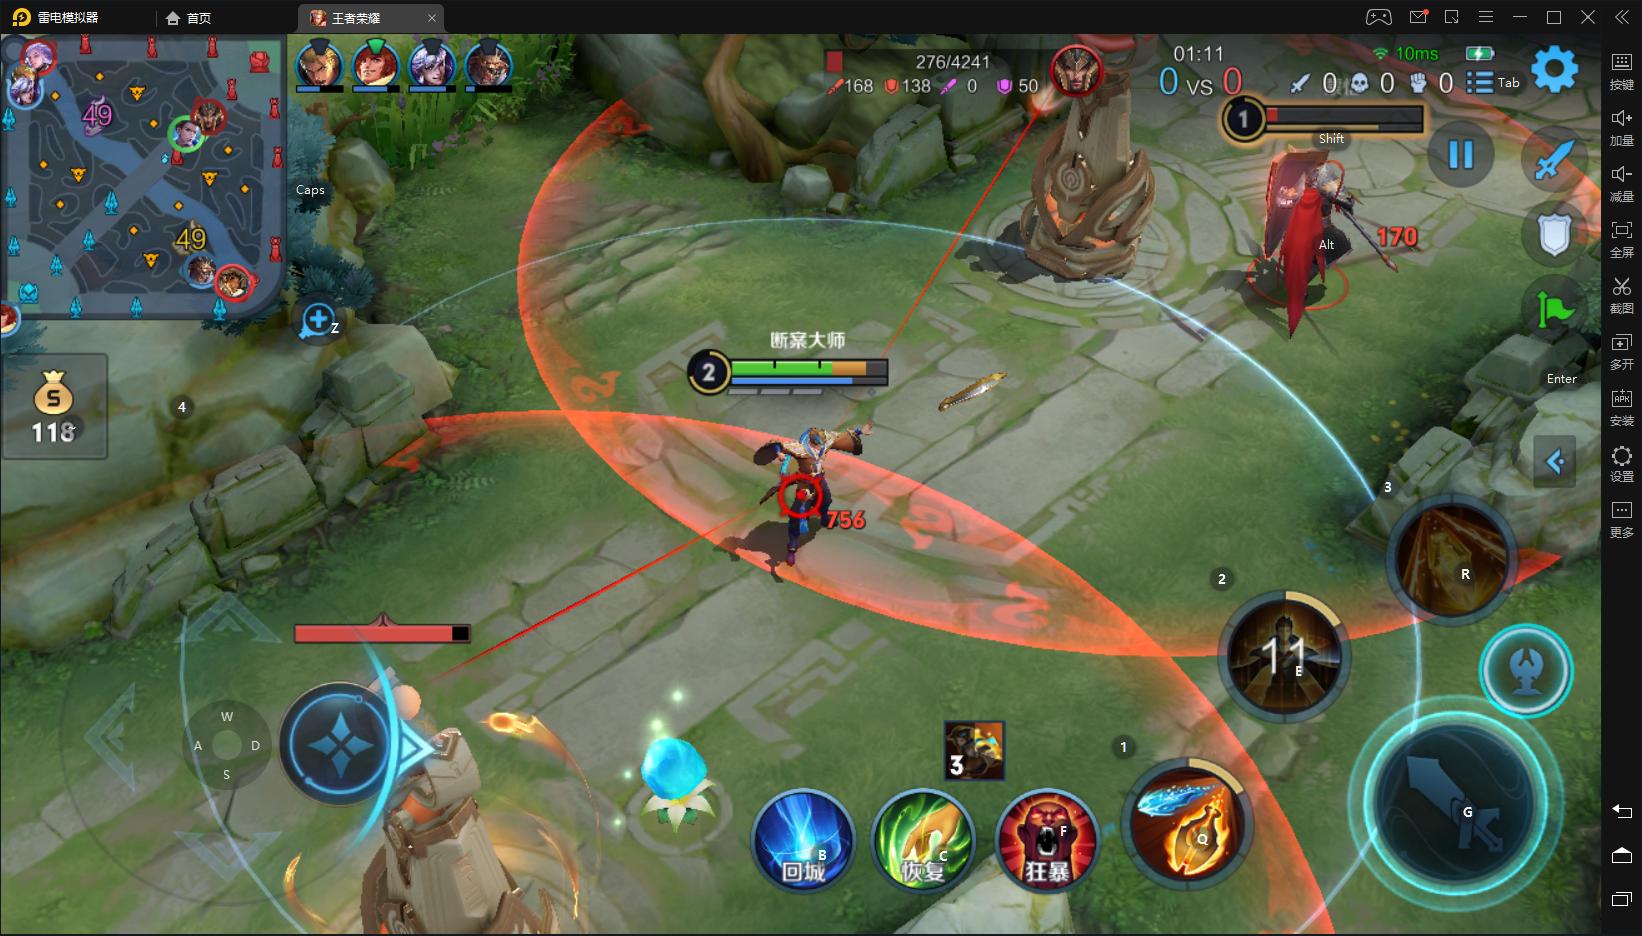 雷电模拟器
首页
王者荣耀
276/4241
168
138
0
50
01:11
0 VS 0
10ms
0
0
0
Tab
49
49
Caps
Z
1
Shift
170
Alt
按键
加量
减量
全屏
截图
多开
安装
设置
更多
APK
Enter
S
118
~
4
断案大师
2
756
3
R
2
11
E
W
A
D
S
3
1
B
回城
C
恢复
F
狂暴
Q
G